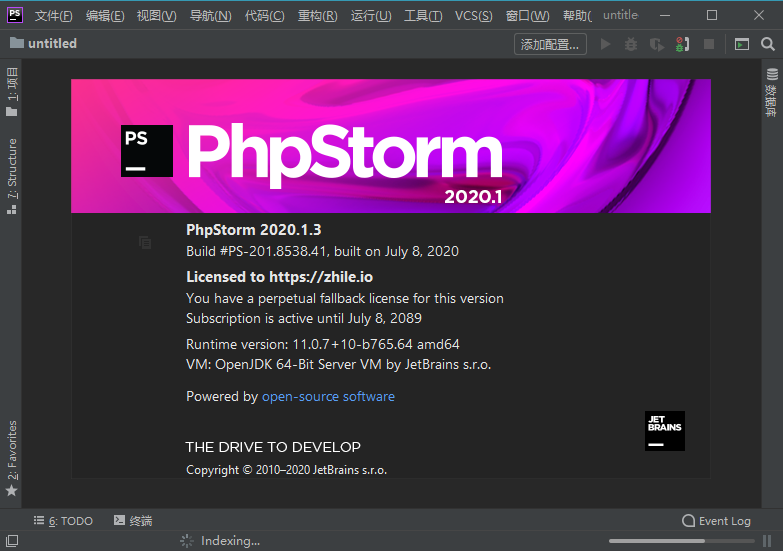 PS 文件(F) 编辑(E) 视图(V) 导航(N) 代码(C) 重构(R) 运行(U) 工具(T) VCS(S) 窗口(W) 帮助( untitle
untitled 添加配置...
1: 项目
7: Structure
2: Favorites
数据库
PS
PhpStorm
2020.1
PhpStorm 2020.1.3
Build #PS-201.8538.41, built on July 8, 2020
Licensed to https://zhile.io
You have a perpetual fallback license for this version
Subscription is active until July 8, 2089
Runtime version: 11.0.7+10-b765.64 amd64
VM: OpenJDK 64-Bit Server VM by JetBrains s.r.o.
Powered by open-source software
JET
BRAINS
THE DRIVE TO DEVELOP
Copyright © 2010–2020 JetBrains s.r.o.
6: TODO 终端 Event Log
Indexing...